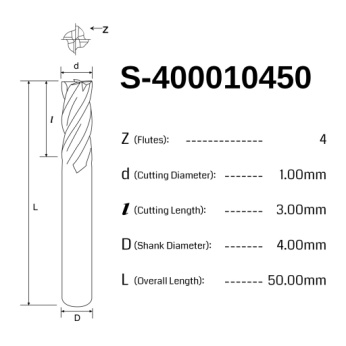 Z
d
S-400010450
l
L
D
Z (Flutes): -------------- 4
d (Cutting Diameter): ------- 1.00mm
l (Cutting Length): ------- 3.00mm
D (Shank Diameter): ------- 4.00mm
L (Overall Length): ------- 50.00mm